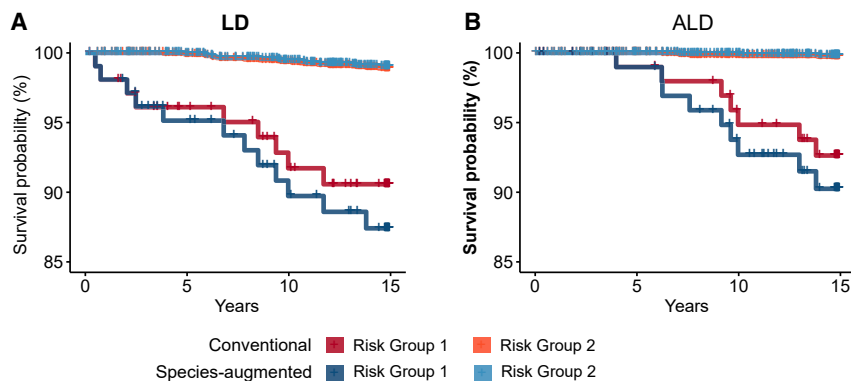 A
LD
Survival probability (%)
100
95
90
85
0 5 10 15
Years
B
ALD
Survival probability (%)
100
95
90
85
0 5 10 15
Years
Conventional Risk Group 1 Risk Group 2
Species-augmented Risk Group 1 Risk Group 2